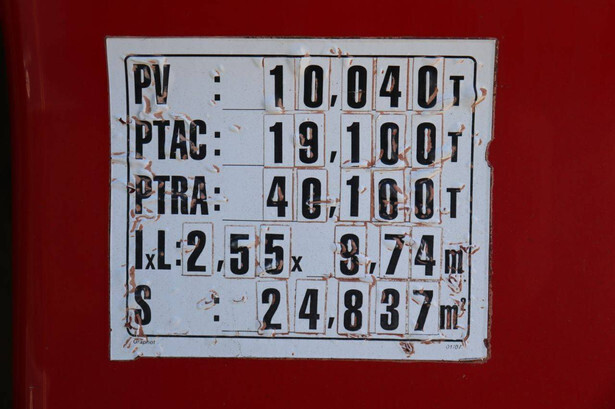 PV : 10,040 T
PTAC: 19,100 T
PTRA: 40,100 T
lxL: 2,55 x 9,74 m
S : 24,837 m²